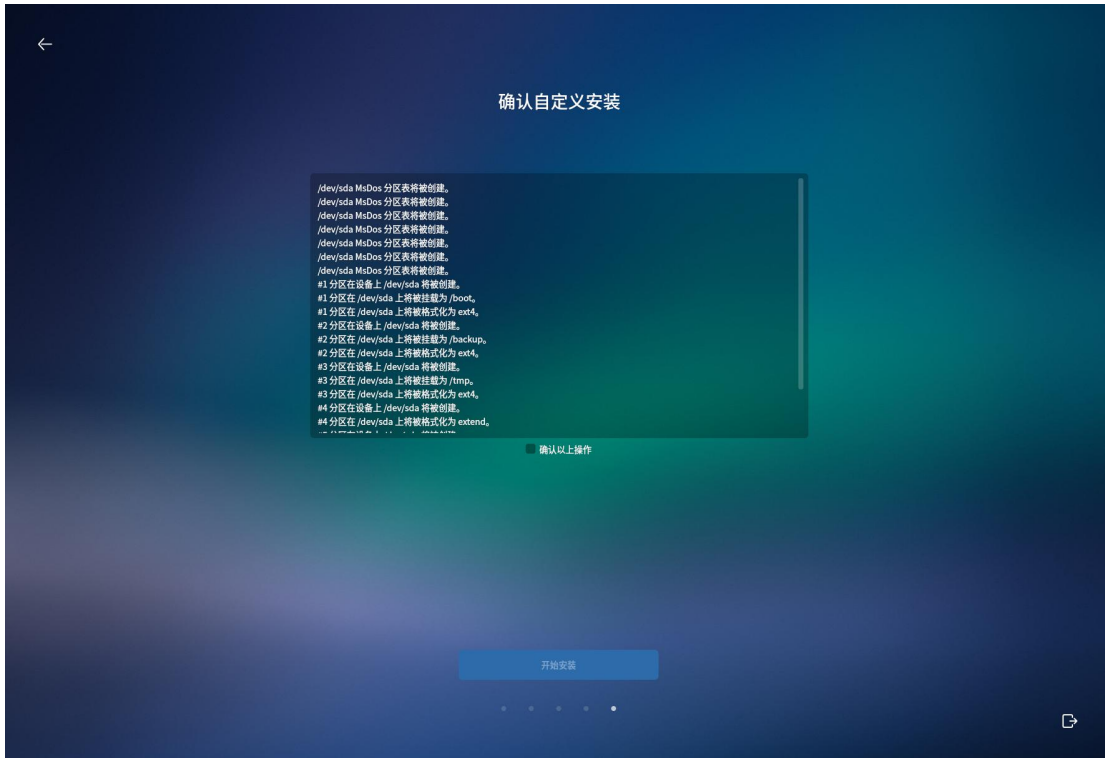 确认自定义安装
/dev/sda MsDos 分区表将被创建。
/dev/sda MsDos 分区表将被创建。
/dev/sda MsDos 分区表将被创建。
/dev/sda MsDos 分区表将被创建。
/dev/sda MsDos 分区表将被创建。
/dev/sda MsDos 分区表将被创建。
/dev/sda MsDos 分区表将被创建。
#1 分区在设备上 /dev/sda 将被创建。
#1 分区在 /dev/sda 上将被挂载为 /boot。
#1 分区在 /dev/sda 上将被格式化为 ext4。
#2 分区在设备上 /dev/sda 将被创建。
#2 分区在 /dev/sda 上将被挂载为 /backup。
#2 分区在 /dev/sda 上将被格式化为 ext4。
#3 分区在设备上 /dev/sda 将被创建。
#3 分区在 /dev/sda 上将被挂载为 /tmp。
#3 分区在 /dev/sda 上将被格式化为 ext4。
#4 分区在设备上 /dev/sda 将被创建。
#4 分区在 /dev/sda 上将被格式化为 extend。
确认以上操作
开始安装